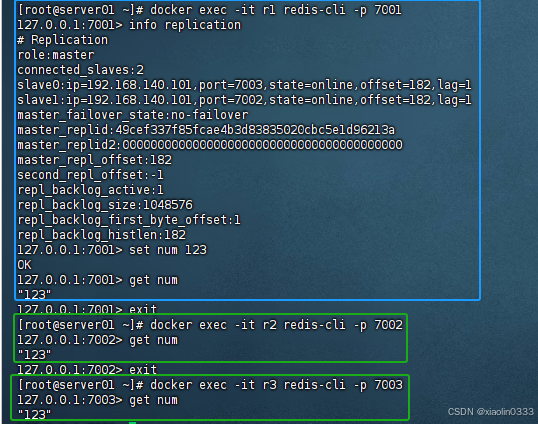 [root@server01 ~]# docker exec -it r1 redis-cli -p 7001
127.0.0.1:7001> info replication
# Replication
role:master
connected_slaves:2
slave0:ip=192.168.140.101,port=7003,state=online,offset=182,lag=1
slave1:ip=192.168.140.101,port=7002,state=online,offset=182,lag=1
master_failover_state:no-failover
master_replid:49cef337f85fcae4b3d83835020cbc5e1d96213a
master_replid2:0000000000000000000000000000000000000000
master_repl_offset:182
second_repl_offset:-1
repl_backlog_active:1
repl_backlog_size:1048576
repl_backlog_first_byte_offset:1
repl_backlog_histlen:182
127.0.0.1:7001> set num 123
OK
127.0.0.1:7001> get num
"123"
127.0.0.1:7001> exit
[root@server01 ~]# docker exec -it r2 redis-cli -p 7002
127.0.0.1:7002> get num
"123"
127.0.0.1:7002> exit
[root@server01 ~]# docker exec -it r3 redis-cli -p 7003
127.0.0.1:7003> get num
"123"
CSDN @xiaolin0333